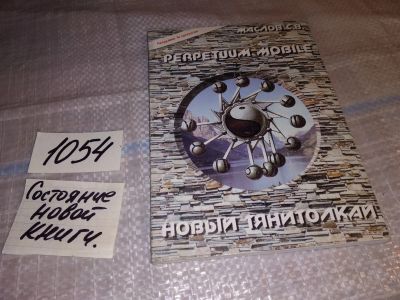 МАСЛОВ С.В.
PERPETUUM MOBILE
НОВЫЙ ТЯНИТОЛКАЙ
1054
Состояние
новой
книги.